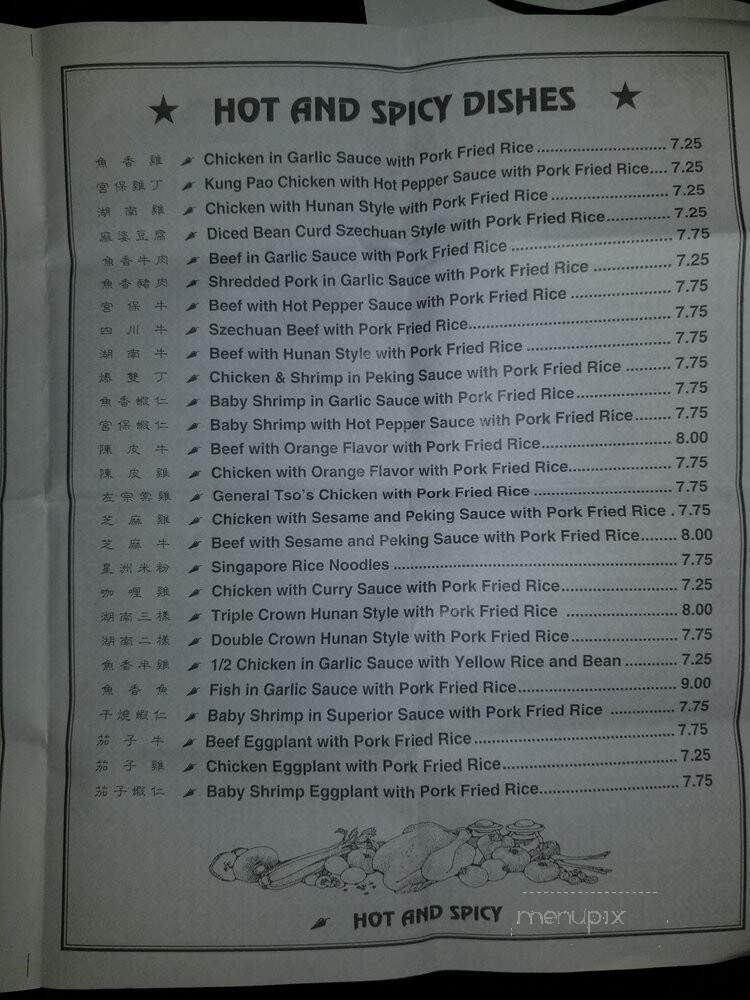 ★ HOT AND SPICY DISHES ★
魚香雞 Chicken in Garlic Sauce with Pork Fried Rice 7.25
宮保雞丁 Kung Pao Chicken with Hot Pepper Sauce with Pork Fried Rice 7.25
湖南雞 Chicken with Hunan Style with Pork Fried Rice 7.25
麻婆豆腐 Diced Bean Curd Szechuan Style with Pork Fried Rice 7.25
魚香牛肉 Beef in Garlic Sauce with Pork Fried Rice 7.75
魚香豬肉 Shredded Pork in Garlic Sauce with Pork Fried Rice 7.25
宮保牛 Beef with Hot Pepper Sauce with Pork Fried Rice 7.75
四川牛 Szechuan Beef with Pork Fried Rice 7.75
湖南牛 Beef with Hunan Style with Pork Fried Rice 7.75
爆雙丁 Chicken & Shrimp in Peking Sauce with Pork Fried Rice 7.75
魚香蝦仁 Baby Shrimp in Garlic Sauce with Pork Fried Rice 7.75
宮保蝦仁 Baby Shrimp with Hot Pepper Sauce with Pork Fried Rice 7.75
陳皮牛 Beef with Orange Flavor with Pork Fried Rice 8.00
陳皮雞 Chicken with Orange Flavor with Pork Fried Rice 7.75
左宗棠雞 General Tso's Chicken with Pork Fried Rice 7.75
芝麻雞 Chicken with Sesame and Peking Sauce with Pork Fried Rice 7.75
芝麻牛 Beef with Sesame and Peking Sauce with Pork Fried Rice 8.00
星洲米粉 Singapore Rice Noodles 7.75
咖喱雞 Chicken with Curry Sauce with Pork Fried Rice 7.25
湖南三樣 Triple Crown Hunan Style with Pork Fried Rice 8.00
湖南二樣 Double Crown Hunan Style with Pork Fried Rice 7.75
魚香半雞 1/2 Chicken in Garlic Sauce with Yellow Rice and Bean 7.25
魚香魚 Fish in Garlic Sauce with Pork Fried Rice 9.00
干燒蝦仁 Baby Shrimp in Superior Sauce with Pork Fried Rice 7.75
茄子牛 Beef Eggplant with Pork Fried Rice 7.75
茄子雞 Chicken Eggplant with Pork Fried Rice 7.25
茄子蝦仁 Baby Shrimp Eggplant with Pork Fried Rice 7.75
HOT AND SPICY
menupix